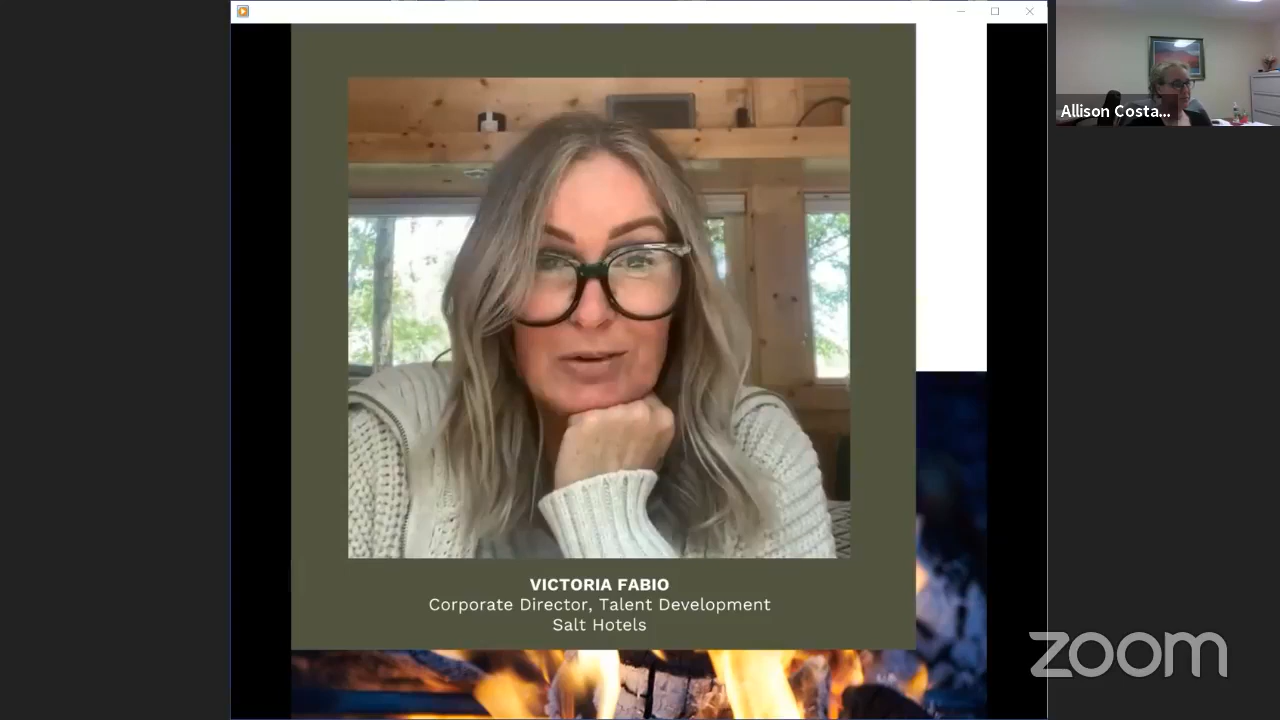 Allison Costa...
VICTORIA FABIO
Corporate Director, Talent Development
Salt Hotels
zoom